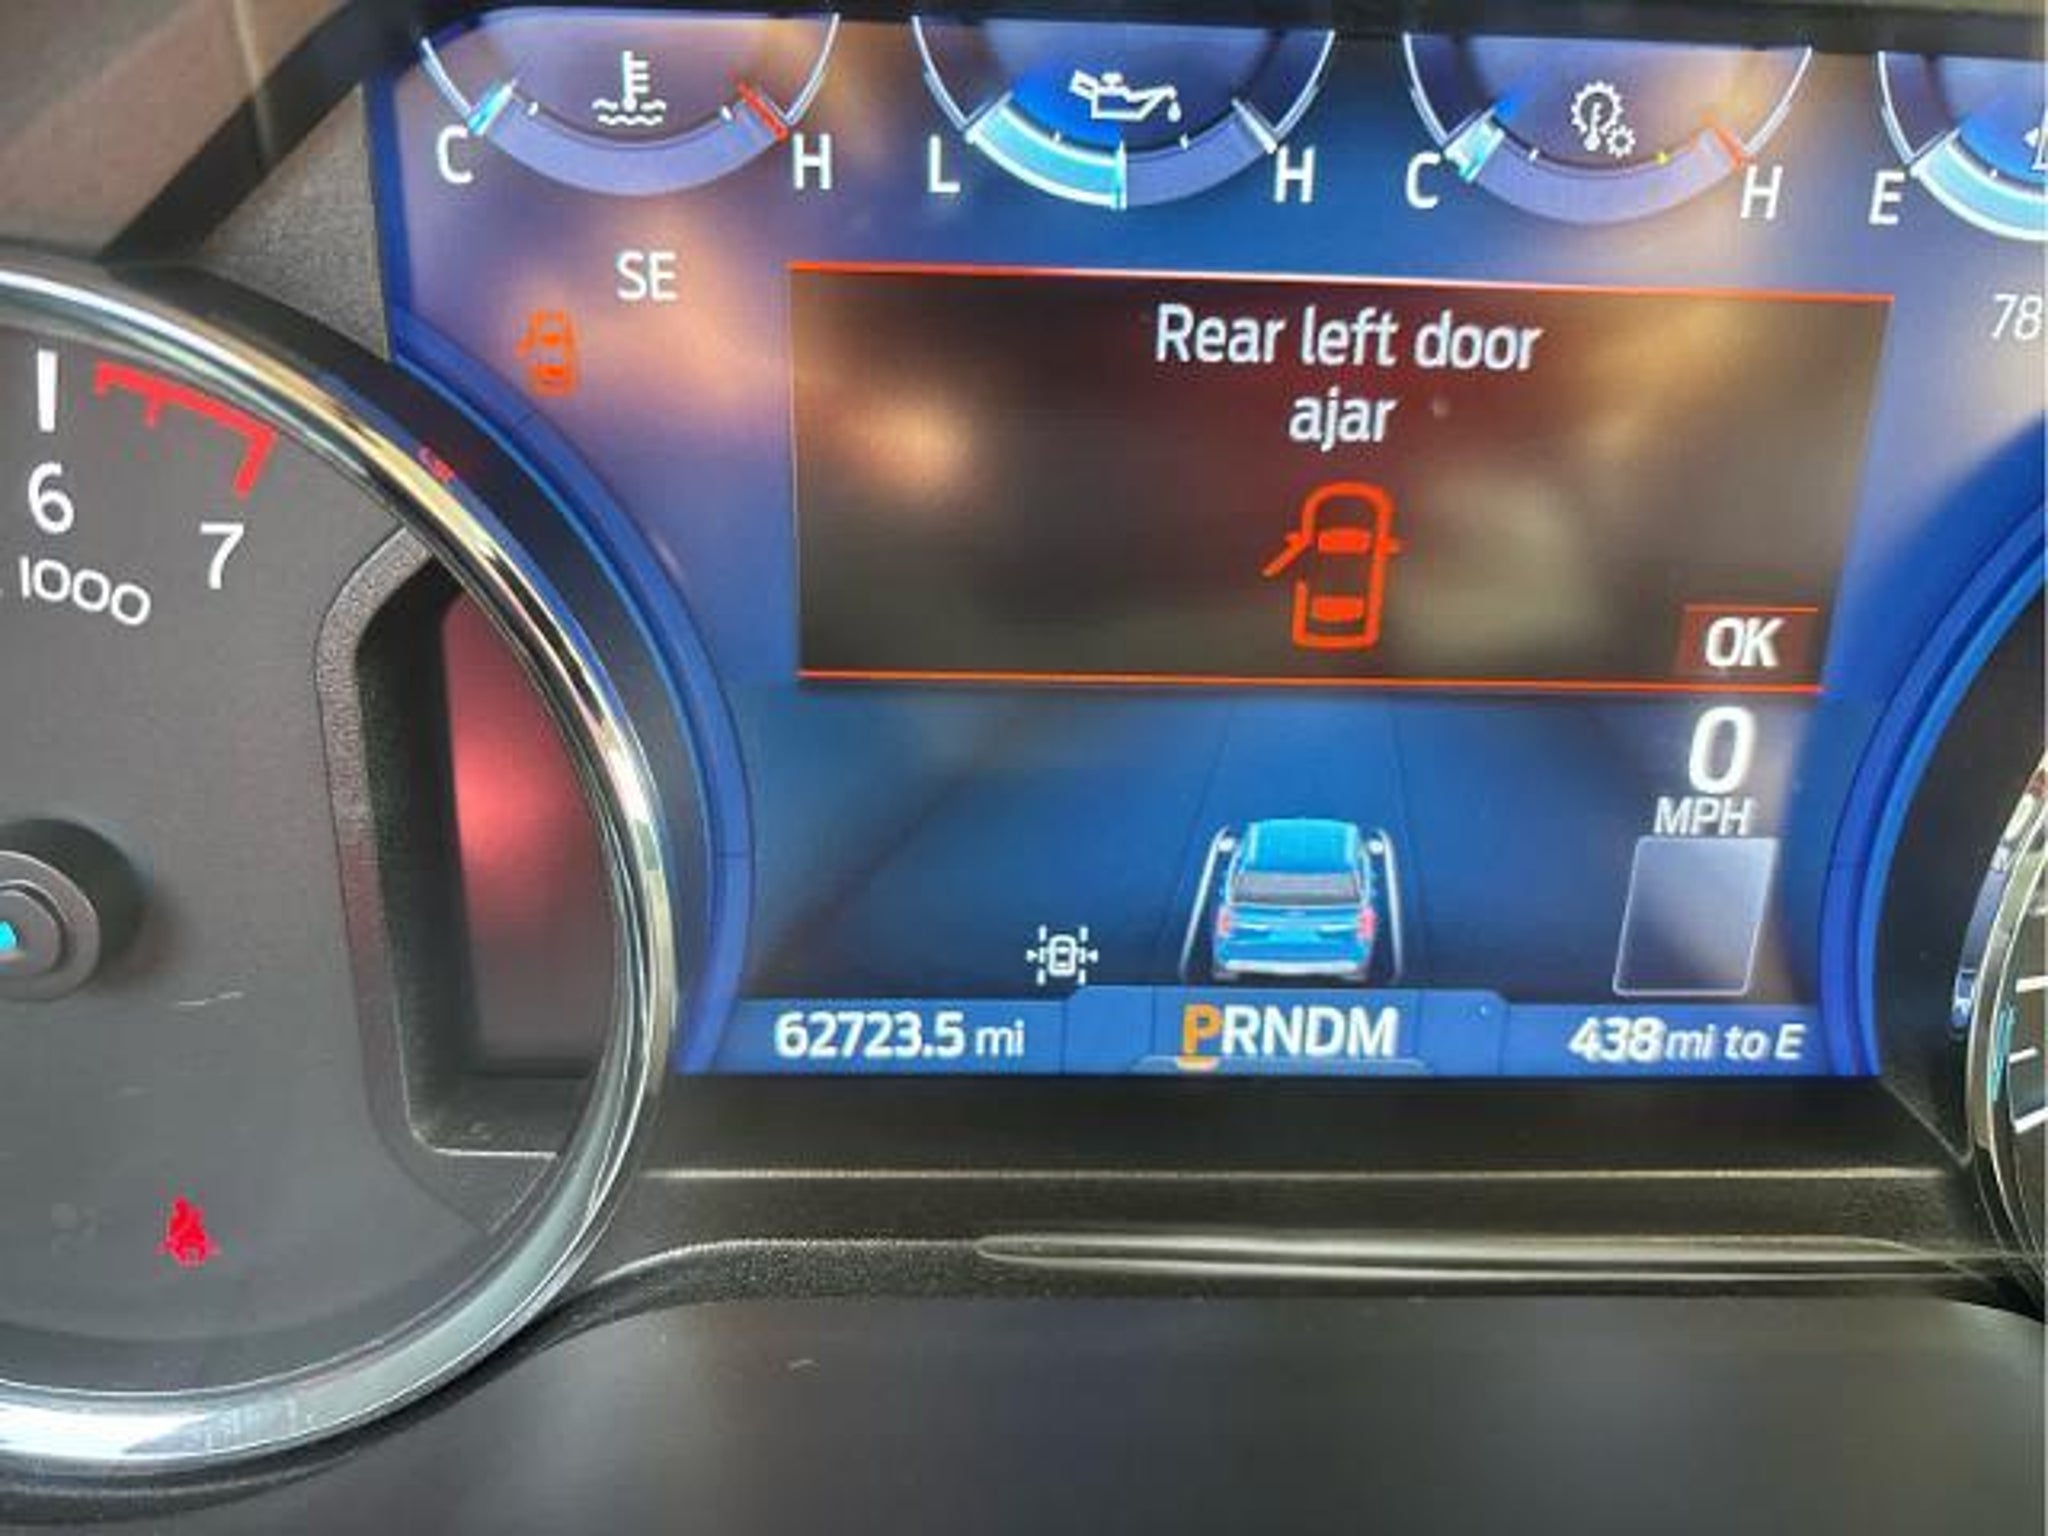 C H L H C H E
SE
78
Rear left door
ajar
OK
6
7
1000
0
MPH
62723.5 mi
PRNDM
438 mi to E